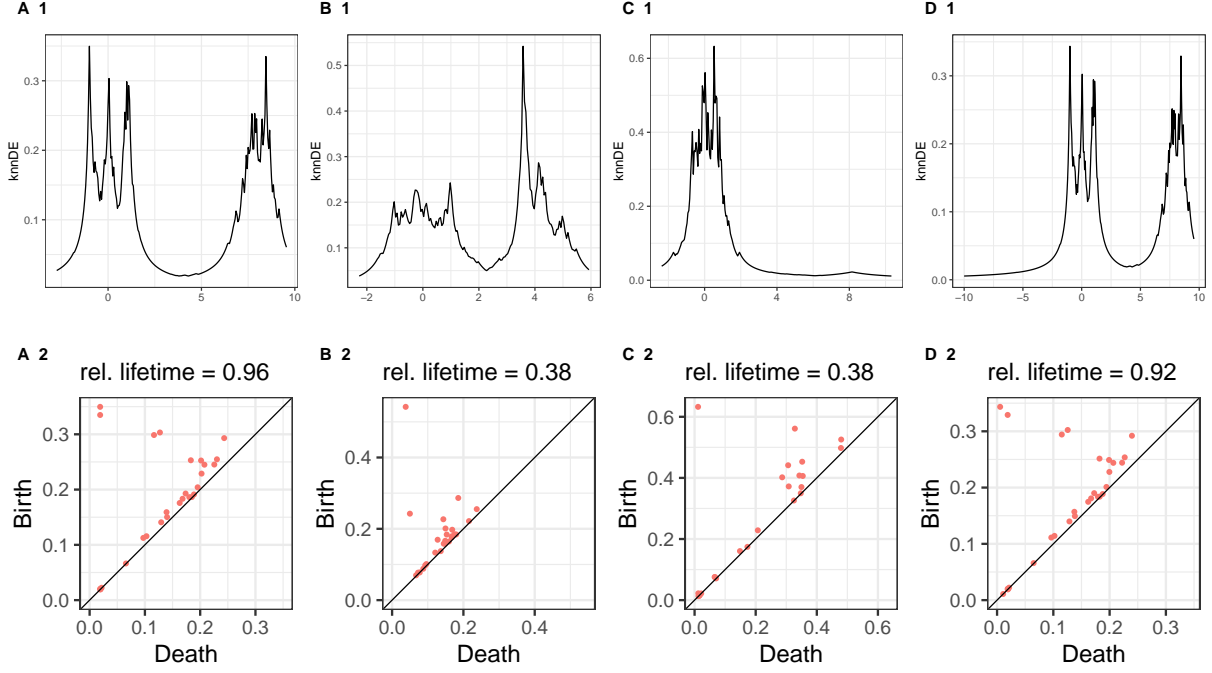 A 1
B 1
C 1
D 1
knnDE
0.3
0.2
0.1
0
5
10
knnDE
0.5
0.4
0.3
0.2
0.1
−2
0
2
4
6
knnDE
0.6
0.4
0.2
0.0
0
4
8
knnDE
0.3
0.2
0.1
0.0
−10
−5
0
5
10
A 2
B 2
C 2
D 2
rel. lifetime = 0.96
rel. lifetime = 0.38
rel. lifetime = 0.38
rel. lifetime = 0.92
Birth
0.3
0.2
0.1
0.0
0.0
0.1
0.2
0.3
Death
Birth
0.4
0.2
0.0
0.0
0.2
0.4
Death
Birth
0.6
0.4
0.2
0.0
0.0
0.2
0.4
0.6
Death
Birth
0.3
0.2
0.1
0.0
0.0
0.1
0.2
0.3
Death